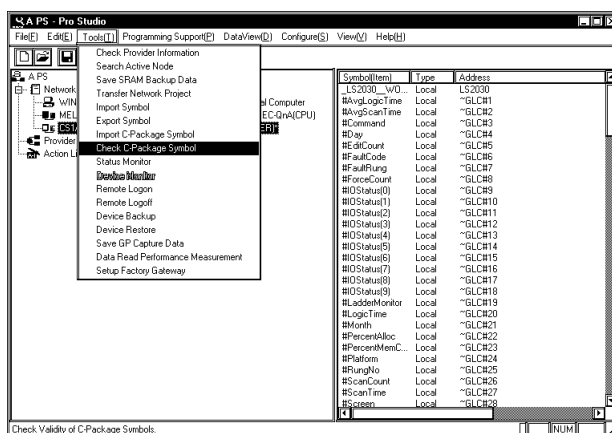 A PS - Pro Studio
File(F) Edit(E) Tools(T) Programming Support(P) DataView(D) Configure(S) View(V) Help(H)
Check Provider Information
Search Active Node
Save SRAM Backup Data
Transfer Network Project
Import Symbol
Export Symbol
Import C-Package Symbol
Check C-Package Symbol
Status Monitor
Device Monitor
Remote Logon
Remote Logoff
Device Backup
Device Restore
Save GP Capture Data
Data Read Performance Measurement
Setup Factory Gateway
A PS
Network
WIN al Computer
MEL EC-QnA(CPU)
CS1 ER)*
Provider
Action Li
Symbol(Item) Type Address
_LS2030__WO... Local LS2030
#AvgLogicTime Local ~GLC#1
#AvgScanTime Local ~GLC#2
#Command Local ~GLC#3
#Day Local ~GLC#4
#EditCount Local ~GLC#5
#FaultCode Local ~GLC#6
#FaultRung Local ~GLC#7
#ForceCount Local ~GLC#8
#IOStatus(0) Local ~GLC#9
#IOStatus(1) Local ~GLC#10
#IOStatus(2) Local ~GLC#11
#IOStatus(3) Local ~GLC#12
#IOStatus(4) Local ~GLC#13
#IOStatus(5) Local ~GLC#14
#IOStatus(6) Local ~GLC#15
#IOStatus(7) Local ~GLC#16
#IOStatus(8) Local ~GLC#17
#IOStatus(9) Local ~GLC#18
#LadderMonitor Local ~GLC#19
#LogicTime Local ~GLC#20
#Month Local ~GLC#21
#PercentAlloc Local ~GLC#22
#PercentMemC... Local ~GLC#23
#Platform Local ~GLC#24
#RungNo Local ~GLC#25
#ScanCount Local ~GLC#26
#ScanTime Local ~GLC#27
#Screen Local ~GLC#28
Check Validity of C-Package Symbols. NUM